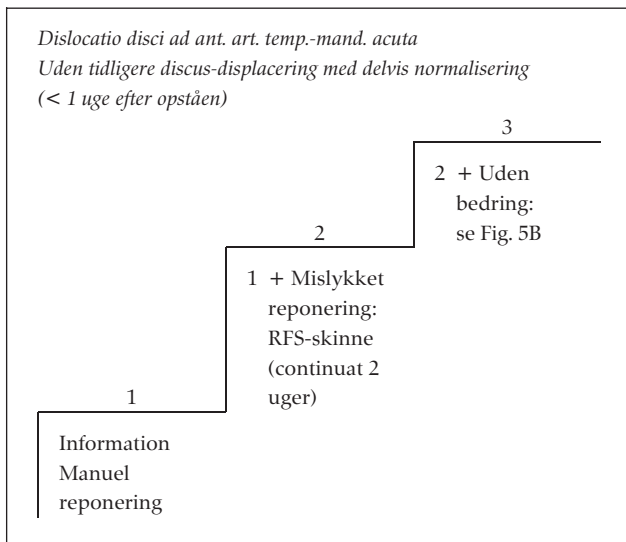 Dislocatio disci ad ant. art. temp.-mand. acuta
Uden tidligere discus-displacering med delvis normalisering
(< 1 uge efter opståen)
3
2 + Uden
bedring:
se Fig. 5B
2
1 + Mislykket
reponering:
RFS-skinne
(continuat 2
uger)
1
Information
Manuel
reponering